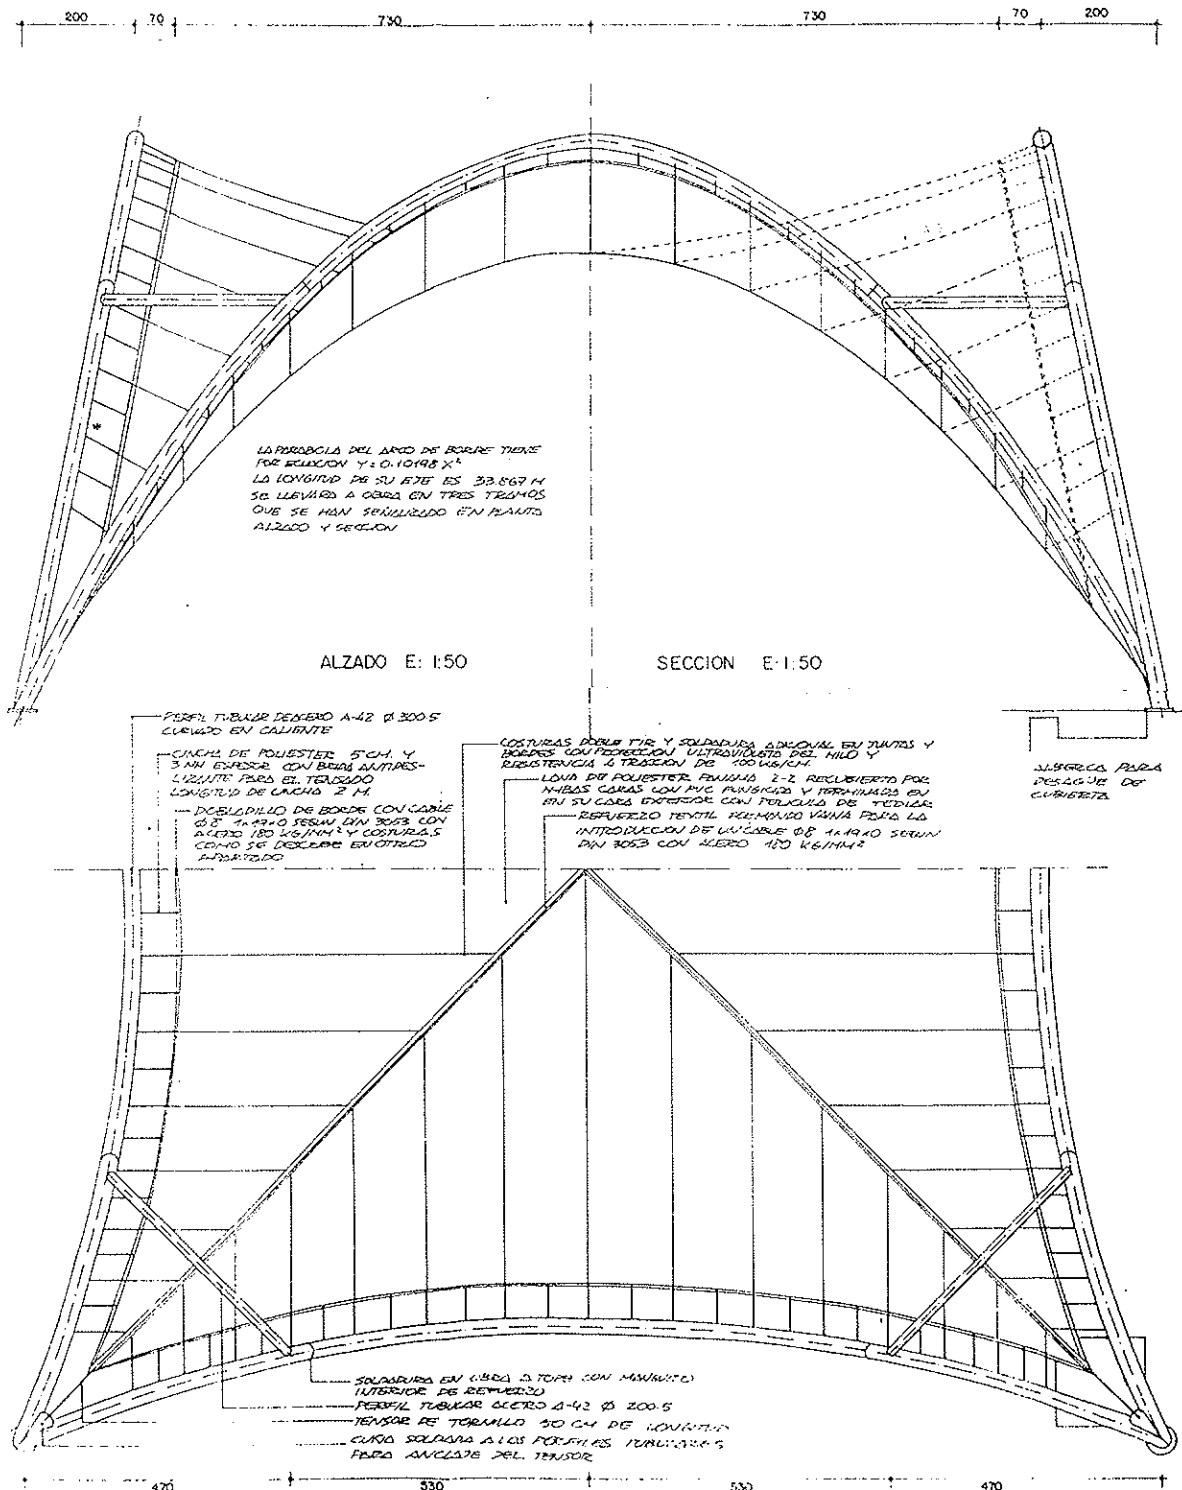 200 70 730 730 70 200
LA PARABOLA DEL ARCO DE BORDE TIENE
POR ECUACION Y=0.10198 X²
LA LONGITUD DE SU EJE ES 33.867 M
SE LLEVARA A OBRA EN TRES TRAMOS
QUE SE HAN SEÑALIZADO EN PLANTA
ALZADO Y SECCION
ALZADO E: 1:50
SECCION E: 1:50
PERFIL TUBULAR DE ACERO A-42 Ø 300.5
CURVADO EN CALIENTE
CINCHA DE POLIESTER 5 CM. Y
3 MM ESPESOR CON BRIDA ANTIDES-
LIZANTE PARA EL TENSADO
LONGITUD DE CINCHA 2 M.
DOBLADILLO DE BORDE CON CABLE
Ø8 1x19+0 SEGUN DIN 3053 CON
ACERO 180 KG/MM² Y COSTURAS
COMO SE DESCRIBE EN OTRO
APARTADO
COSTURAS DOBLE Y SOLDADURA ADICIONAL EN JUNTAS Y
BORDES CON PROTECCION ULTRAVIOLETA DEL HILO Y
RESISTENCIA A TRACCION DE 100 KG/CM.
LONA DE POLIESTER PANAMA 2-2 RECUBIERTO POR
AMBAS CARAS CON PVC FUNGICIDA Y TERMINADA EN
EN SU CARA EXTERIOR CON PELICULA DE TEDLAR
REFUERZO TEXTIL FORMANDO VAINA PARA LA
INTRODUCCION DE UN CABLE Ø8 1x19+0 SEGUN
DIN 3053 CON ACERO 180 KG/MM²
ALBERCA PARA
DESAGÜE DE
CUBIERTA
SOLDADURA EN OBRA A TOPE CON MANGUITO
INTERIOR DE REFUERZO
PERFIL TUBULAR ACERO A-42 Ø 200.5
TENSOR DE TORNILLO 50 CM DE LONGITUD
SOLDADA A LOS PERFILES TUBULARES
PARA ANCLAJE DEL TENSOR
470 530 530 470